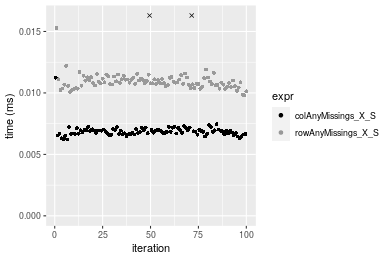 0.015
0.010
0.005
0.000
time (ms)
0
25
50
75
100
iteration
expr
colAnyMissings_X_S
rowAnyMissings_X_S